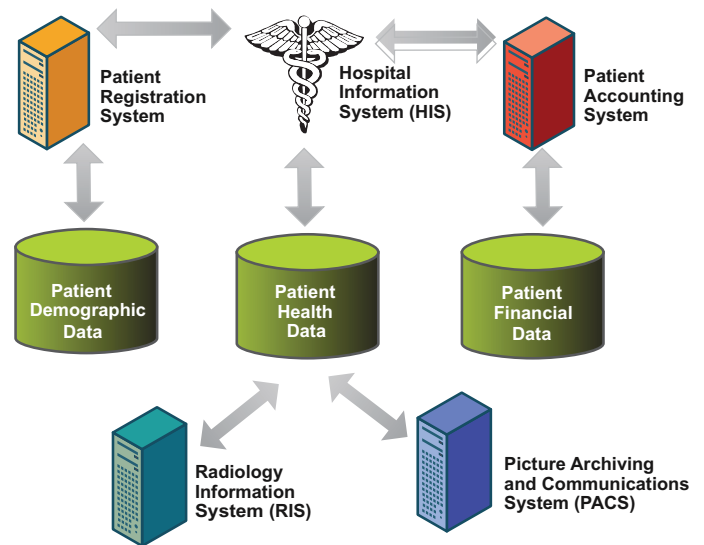 Patient
Registration
System
Hospital
Information
System (HIS)
Patient
Accounting
System
Patient
Demographic
Data
Patient
Health
Data
Patient
Financial
Data
Radiology
Information
System (RIS)
Picture Archiving
and Communications
System (PACS)